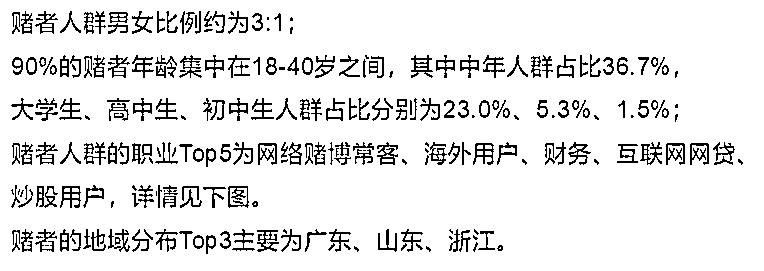 赌者人群男女比例约为3:1；
90%的赌者年龄集中在18-40岁之间，其中中年人群占比36.7%，
大学生、高中生、初中生人群占比分别为23.0%、5.3%、1.5%；
赌者人群的职业Top5为网络赌博常客、海外用户、财务、互联网网贷、
炒股用户，详情见下图。
赌者的地域分布Top3主要为广东、山东、浙江。